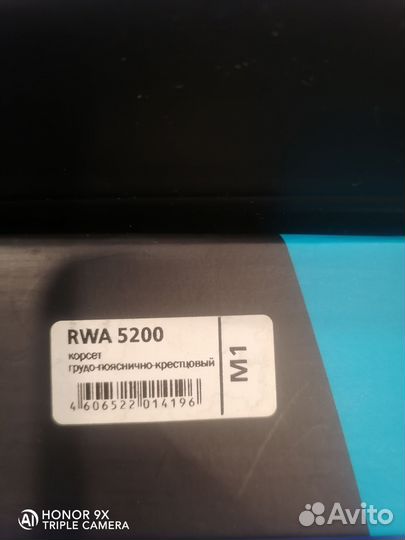 RWA 5200
корсет
грудо-пояснично-крестцовый
4 606522 014196
M1
HONOR 9X
TRIPLE CAMERA
Avito